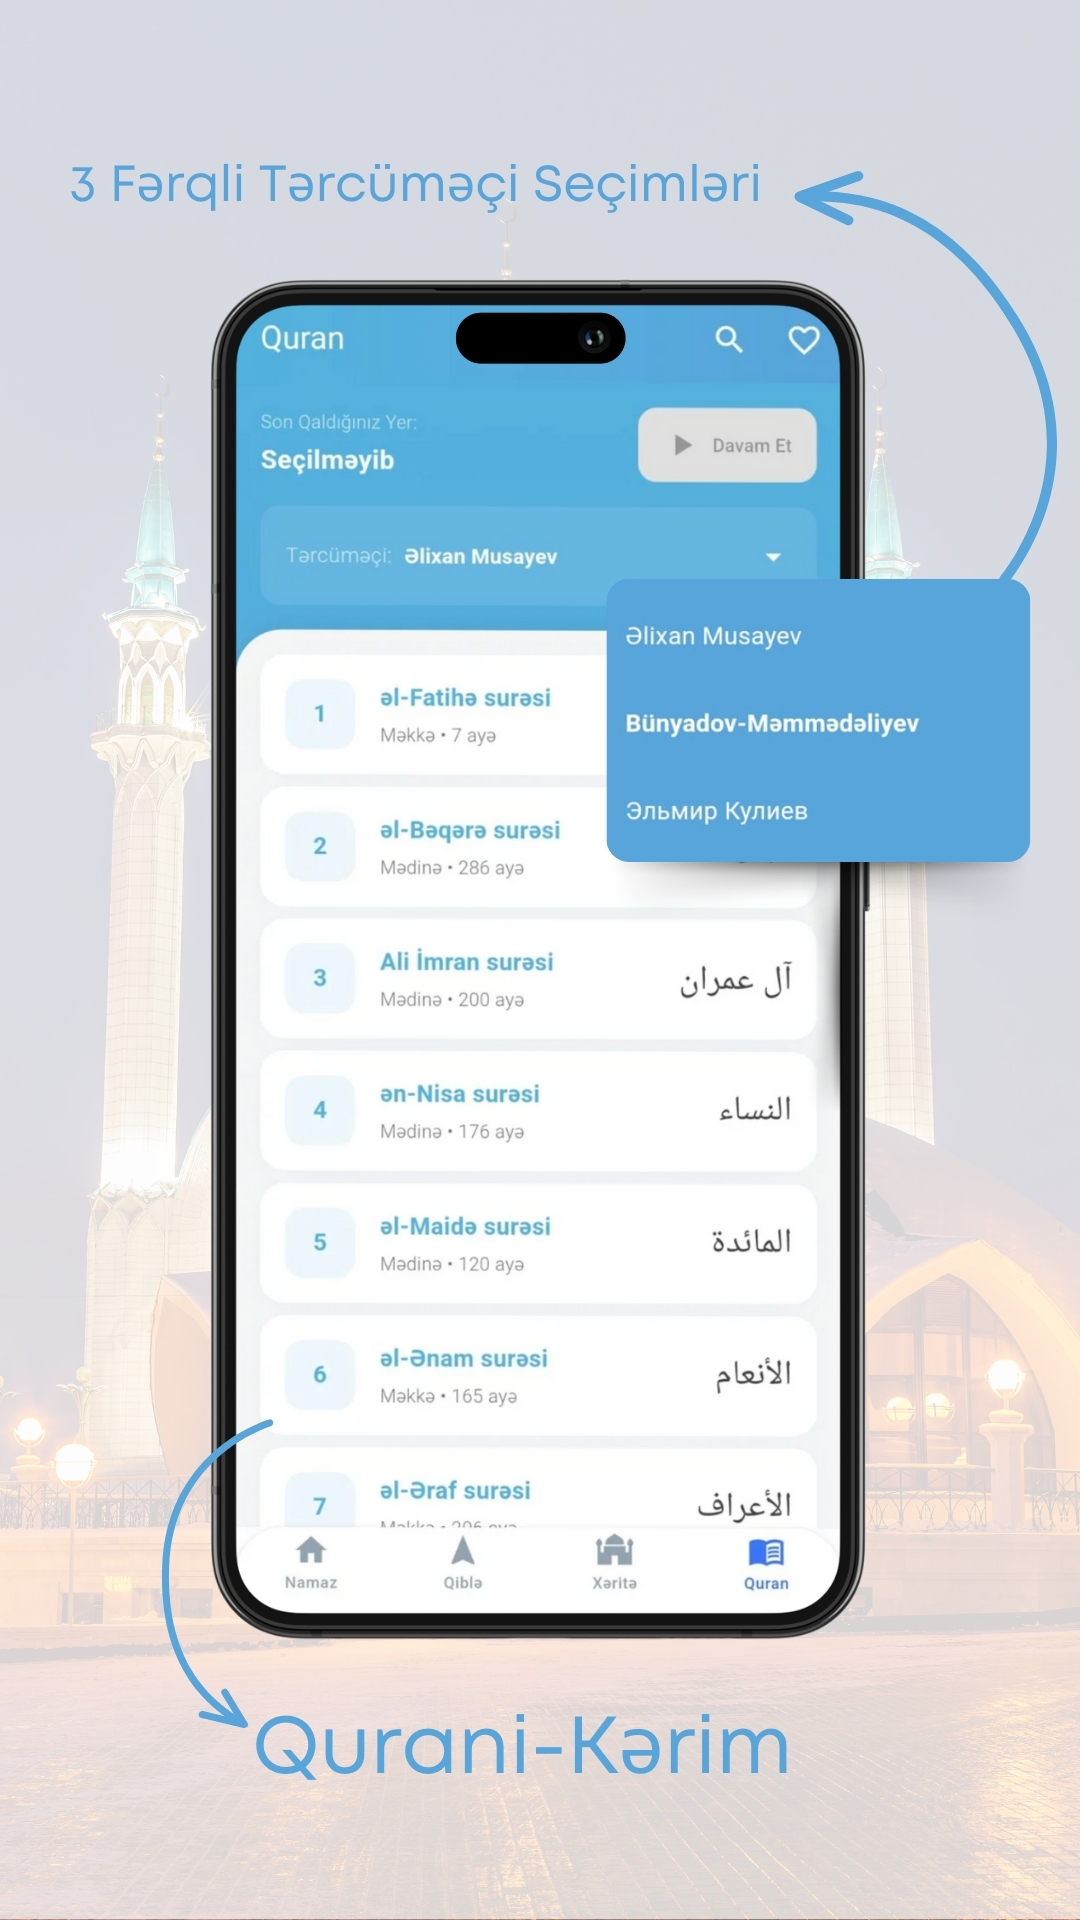 3 Fərqli Tərcüməçi Seçimləri
Quran
Son Qaldığınız Yer:
Seçilməyib
Davam Et
Tərcüməçi: Əlixan Musayev
Əlixan Musayev
Bünyadov-Məmmədəliyev
Эльмир Кулиев
1
əl-Fatihə surəsi
Məkkə • 7 ayə
2
əl-Bəqərə surəsi
Mədinə • 286 ayə
3
Ali İmran surəsi
Mədinə • 200 ayə
آل عمران
4
ən-Nisa surəsi
Mədinə • 176 ayə
النساء
5
əl-Maidə surəsi
Mədinə • 120 ayə
المائدة
6
əl-Ənam surəsi
Məkkə • 165 ayə
الأنعام
7
əl-Əraf surəsi
Məkkə • 206 ayə
الأعراف
Namaz
Qiblə
Xəritə
Quran
Qurani-Kərim